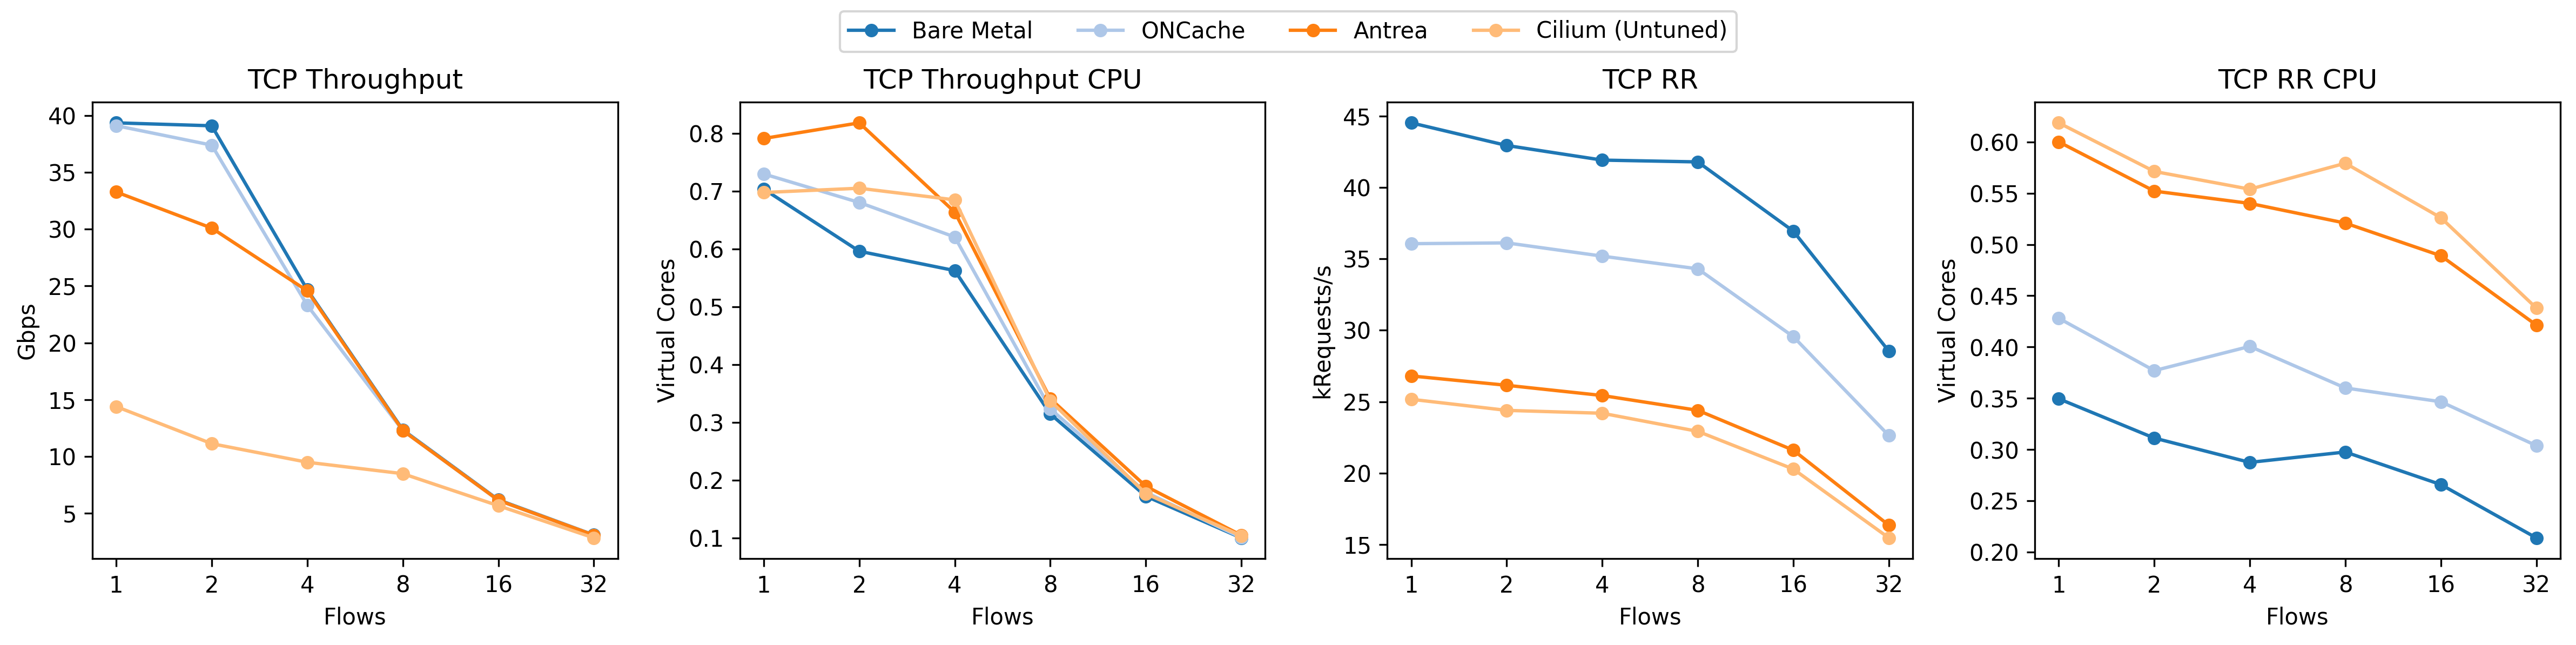 Bare Metal ONCache Antrea Cilium (Untuned)
TCP Throughput
40
35
30
25
20
15
10
5
Gbps
1 2 4 8 16 32
Flows
TCP Throughput CPU
0.8
0.7
0.6
0.5
0.4
0.3
0.2
0.1
Virtual Cores
1 2 4 8 16 32
Flows
TCP RR
45
40
35
30
25
20
15
kRequests/s
1 2 4 8 16 32
Flows
TCP RR CPU
0.60
0.55
0.50
0.45
0.40
0.35
0.30
0.25
0.20
Virtual Cores
1 2 4 8 16 32
Flows